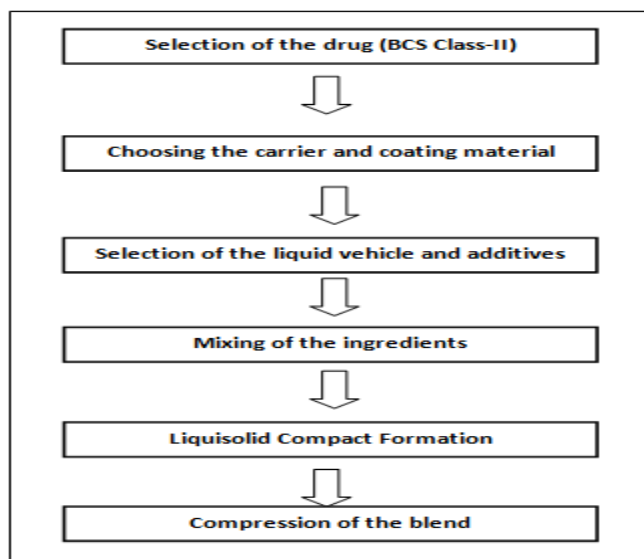 Selection of the drug (BCS Class-II)
Choosing the carrier and coating material
Selection of the liquid vehicle and additives
Mixing of the ingredients
Liquisolid Compact Formation
Compression of the blend